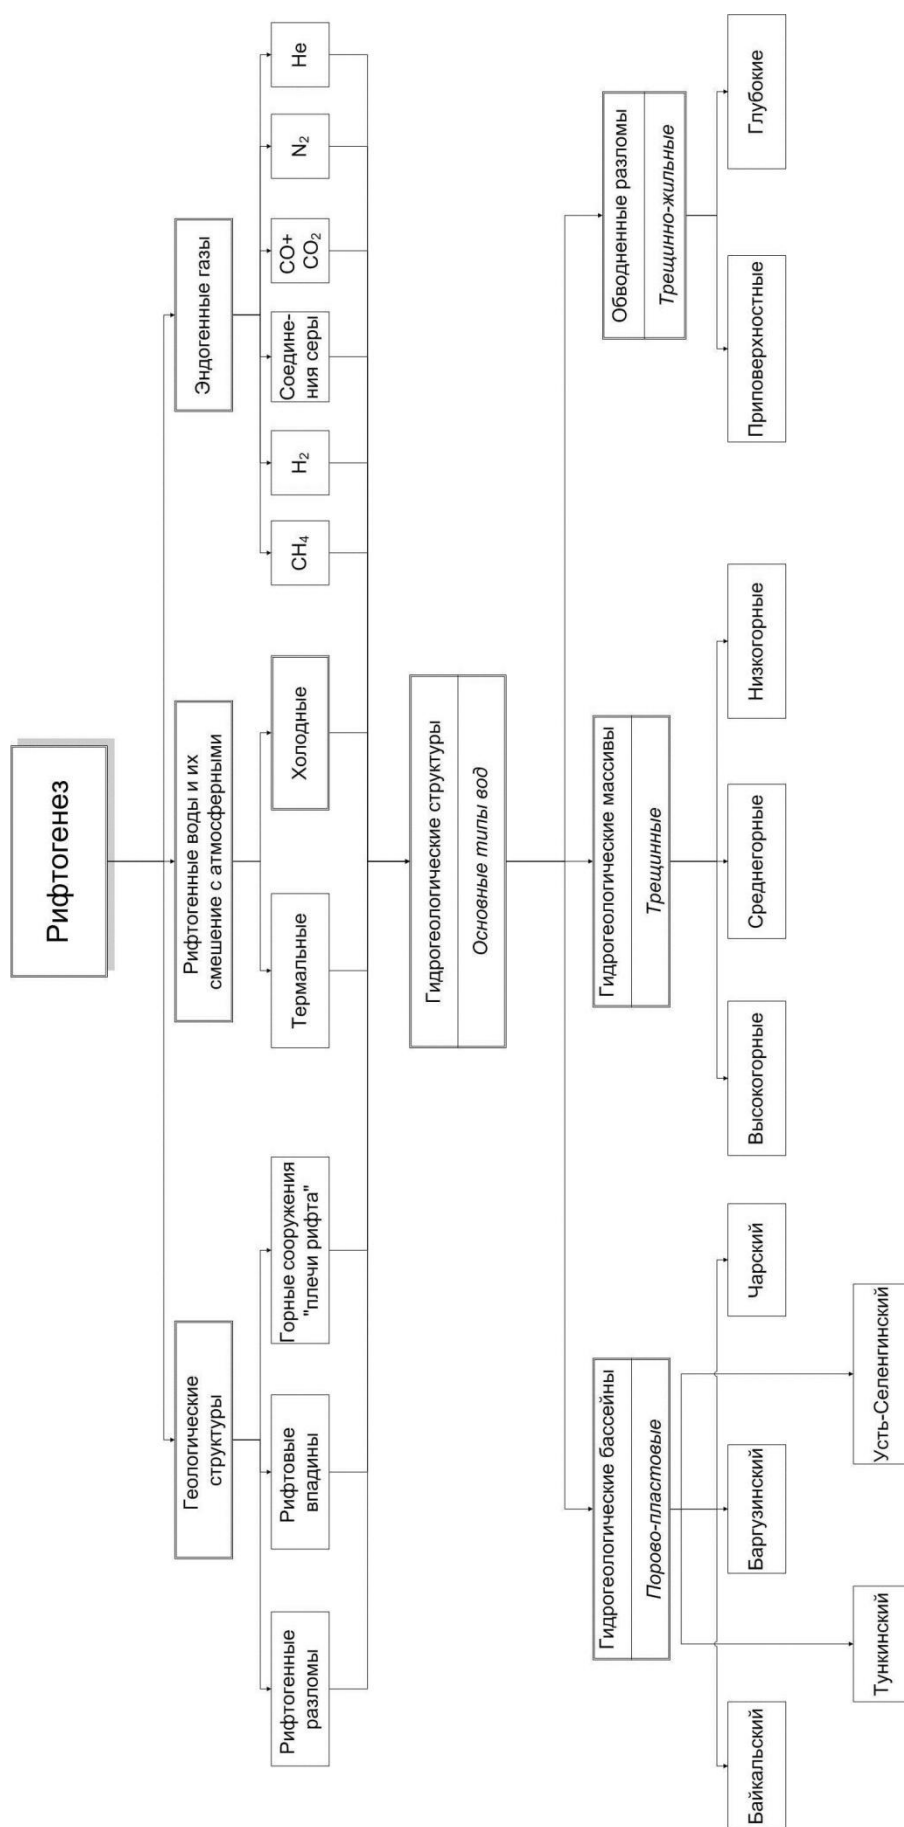 Рифтогенез
Геологические
структуры
Рифтогенные воды и их
смешение с атмосферными
Эндогенные газы
Рифтогенные
разломы
Рифтовые
впадины
Горные сооружения
"плечи рифта"
Термальные
Холодные
CH₄
H₂
Соедине-
ния серы
CO+
CO₂
N₂
He
Гидрогеологические структуры
Основные типы вод
Гидрогеологические бассейны
Порово-пластовые
Гидрогеологические массивы
Трещинные
Обводненные разломы
Трещинно-жильные
Байкальский
Баргузинский
Чарский
Высокогорные
Среднегорные
Низкогорные
Приповерхностные
Глубокие
Тункинский
Усть-Селенгинский